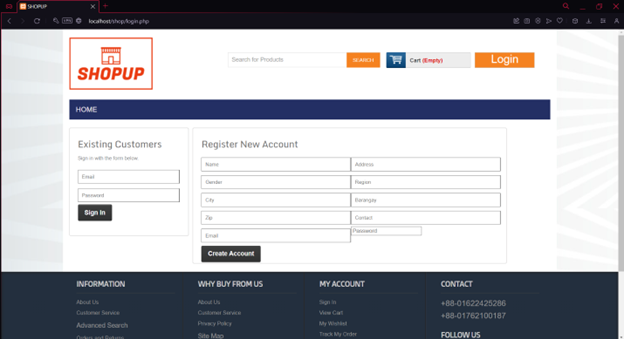 SHOPUP
localhost/shop/login.php
SHOPUP
Search for Products
SEARCH
Cart (Empty)
Login
HOME
Existing Customers
Sign in with the form below.
Email
Password
Sign In
Register New Account
Name
Address
Gender
Region
City
Barangay
Zip
Contact
Email
Password
Create Account
INFORMATION
About Us
Customer Service
Advanced Search
Orders and Returns
WHY BUY FROM US
About Us
Customer Service
Privacy Policy
Site Map
MY ACCOUNT
Sign In
View Cart
My Wishlist
Track My Order
CONTACT
+88-01622425286
+88-01762100187
FOLLOW US